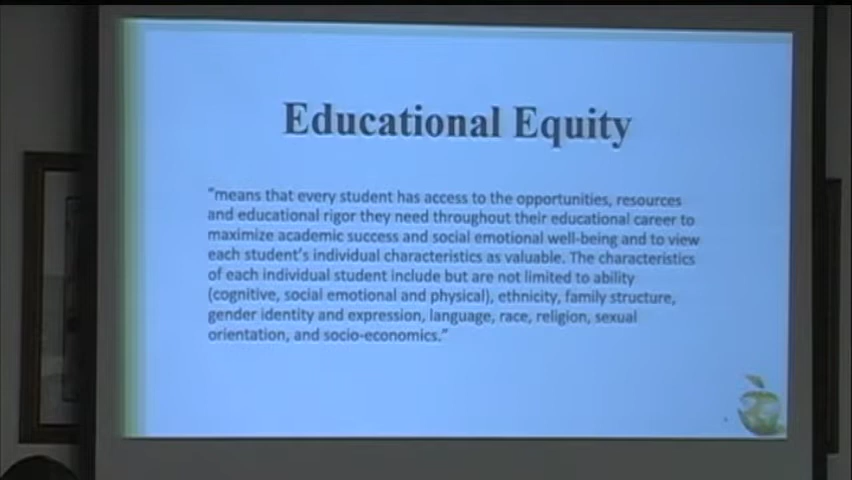 Educational Equity
"means that every student has access to the opportunities, resources
and educational rigor they need throughout their educational career to
maximize academic success and social emotional well-being and to view
each student's individual characteristics as valuable. The characteristics
of each individual student include but are not limited to ability
(cognitive, social emotional and physical), ethnicity, family structure,
gender identity and expression, language, race, religion, sexual
orientation, and socio-economics."